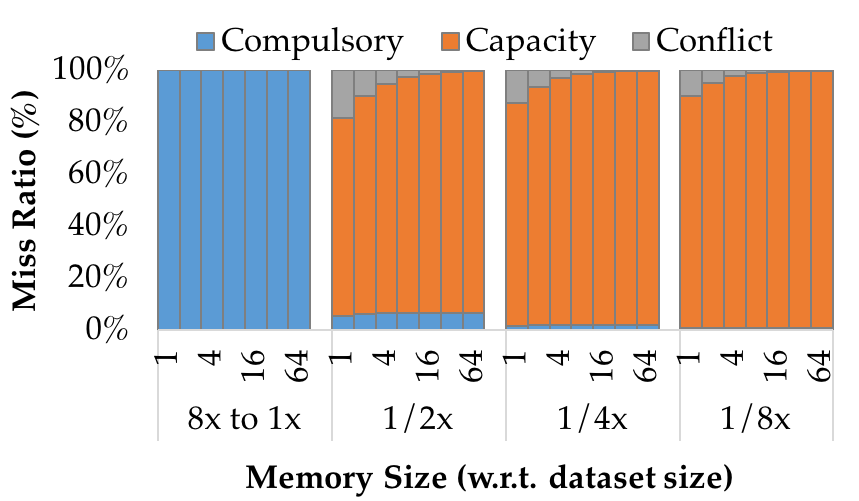 Compulsory Capacity Conflict
100%
80%
60%
40%
20%
0%
Miss Ratio (%)
1 4 16 64 1 4 16 64 1 4 16 64 1 4 16 64
8x to 1x 1/2x 1/4x 1/8x
Memory Size (w.r.t. dataset size)